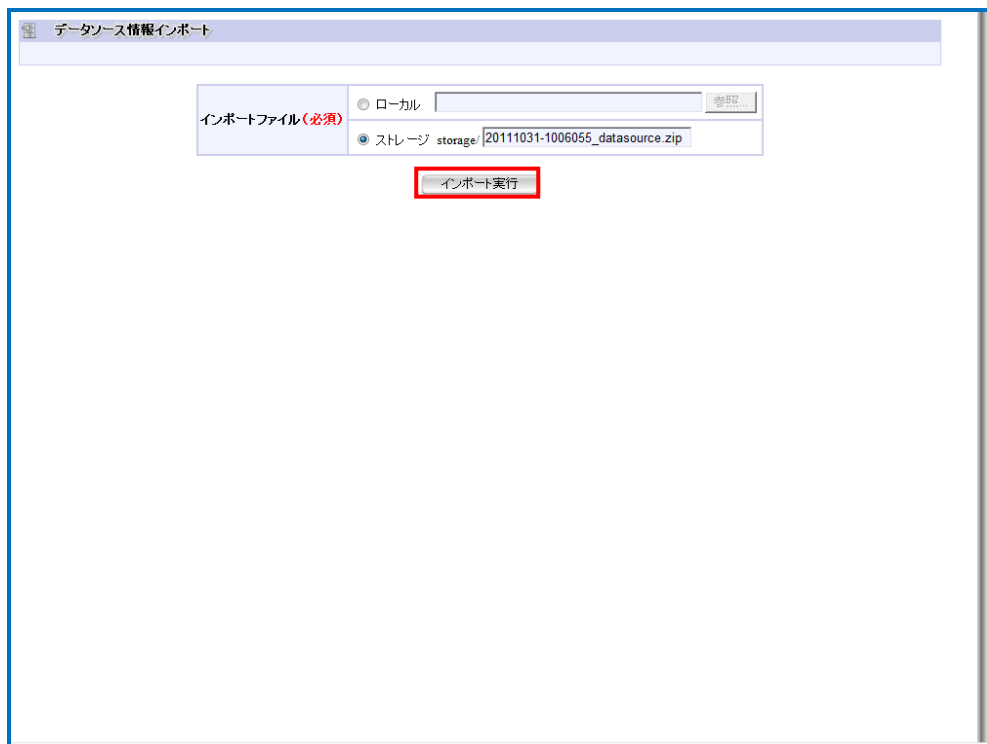 データソース情報インポート
インポートファイル(必須)
ローカル 参照...
ストレージ storage/ 20111031-1006055_datasource.zip
インポート実行